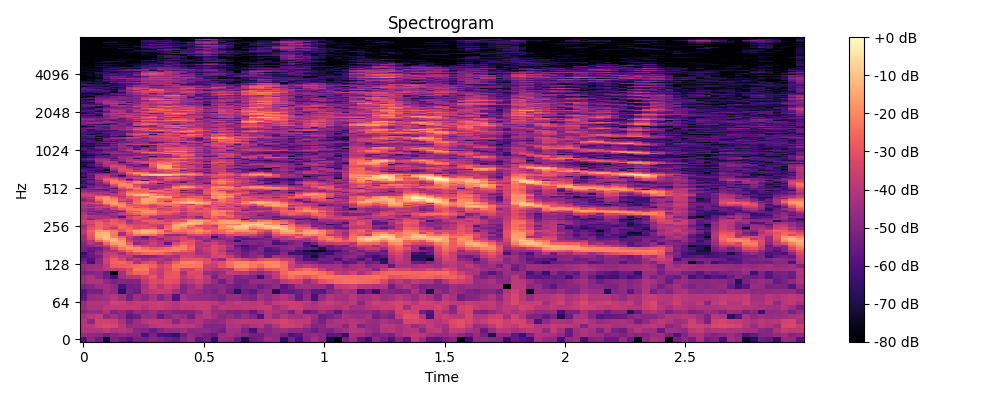 Spectrogram
Hz
4096
2048
1024
512
256
128
64
0
0
0.5
1
1.5
2
2.5
Time
+0 dB
-10 dB
-20 dB
-30 dB
-40 dB
-50 dB
-60 dB
-70 dB
-80 dB